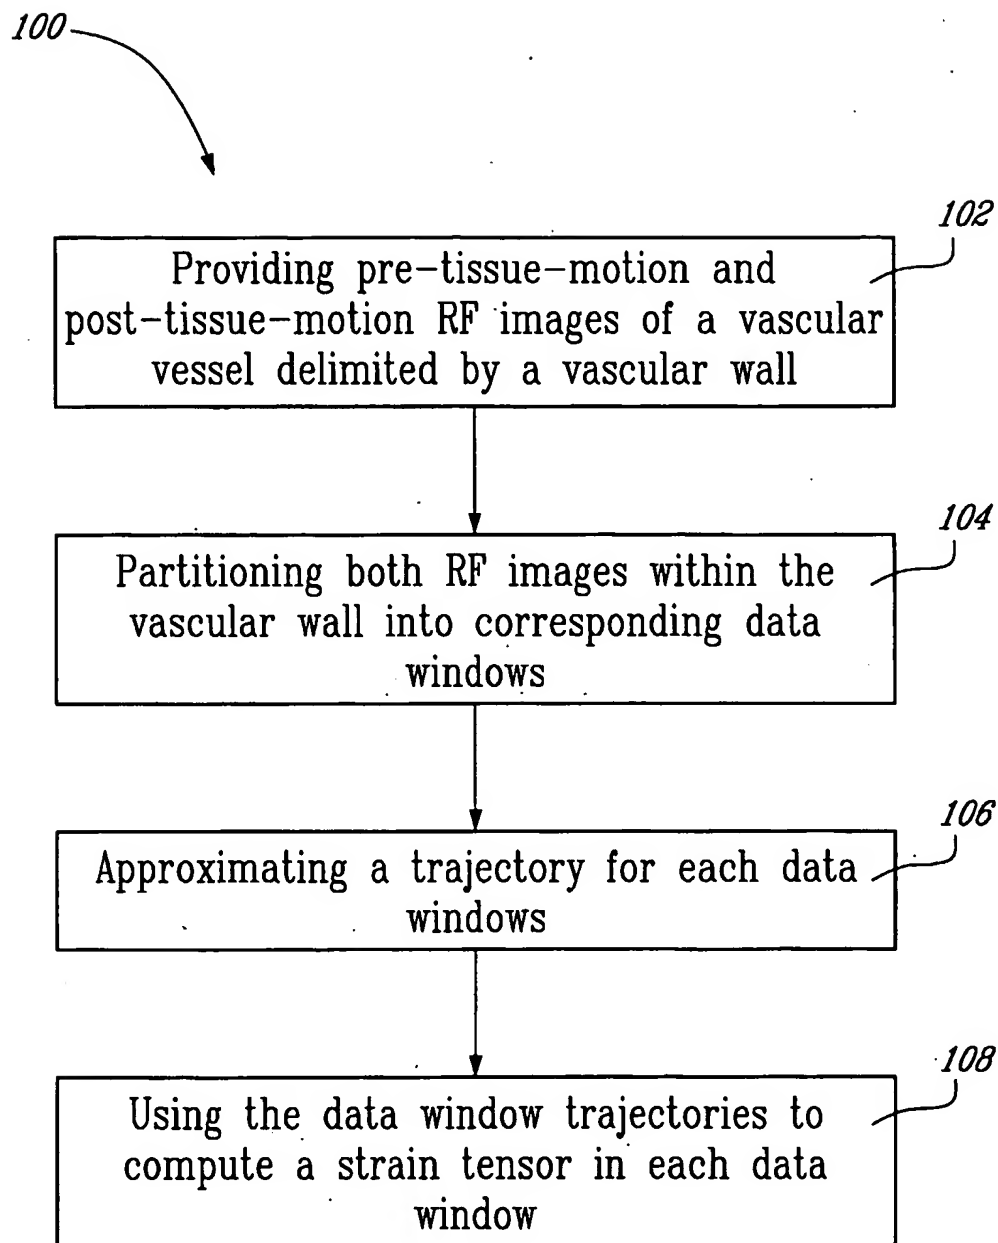 100
102
Providing pre-tissue-motion and
post-tissue-motion RF images of a vascular
vessel delimited by a vascular wall
104
Partitioning both RF images within the
vascular wall into corresponding data
windows
106
Approximating a trajectory for each data
windows
108
Using the data window trajectories to
compute a strain tensor in each data
window